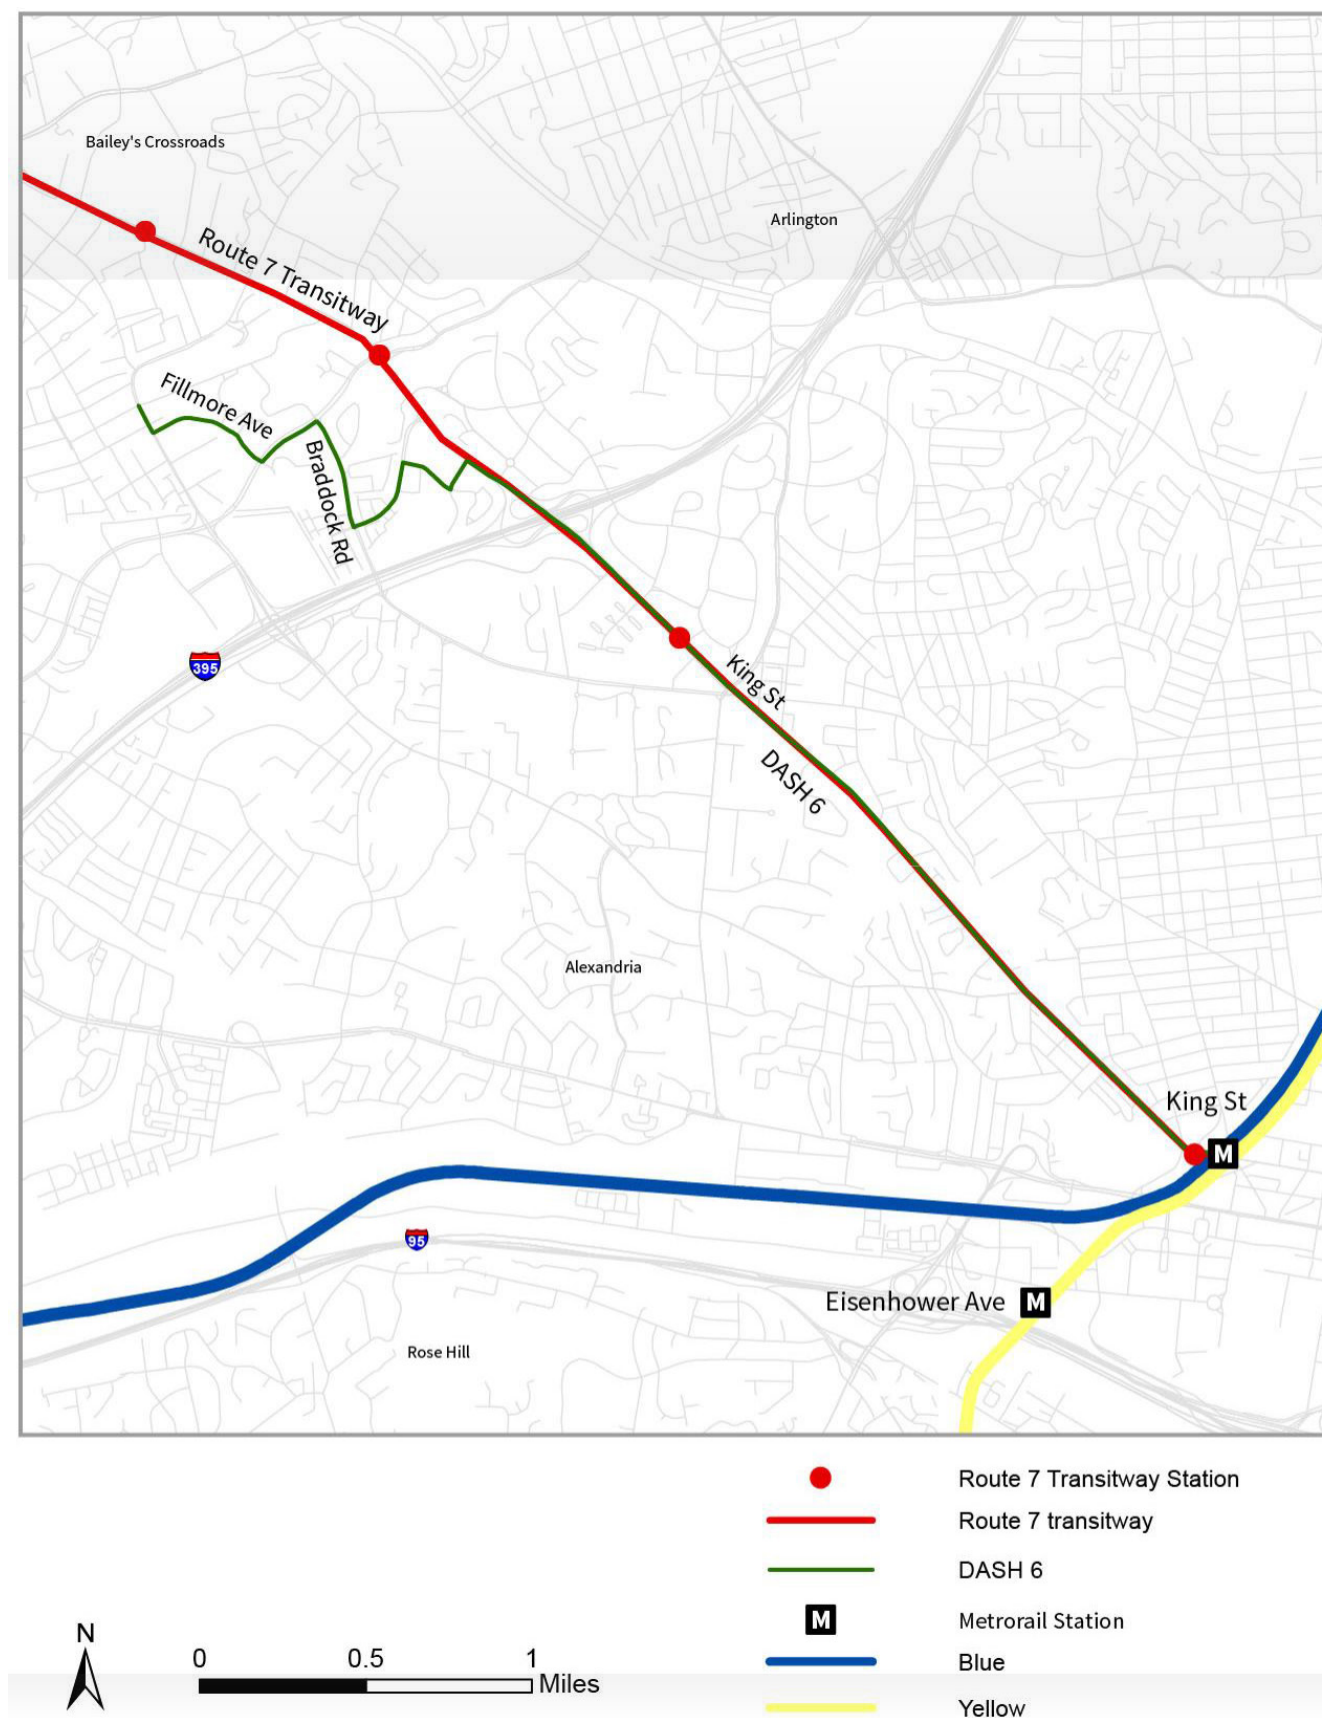 Bailey's Crossroads
Arlington
Route 7 Transitway
Fillmore Ave
Braddock Rd
395
King St
DASH 6
Alexandria
King St
M
95
Eisenhower Ave M
Rose Hill
Route 7 Transitway Station
Route 7 transitway
DASH 6
M Metrorail Station
Blue
Yellow
N
0 0.5 1
Miles